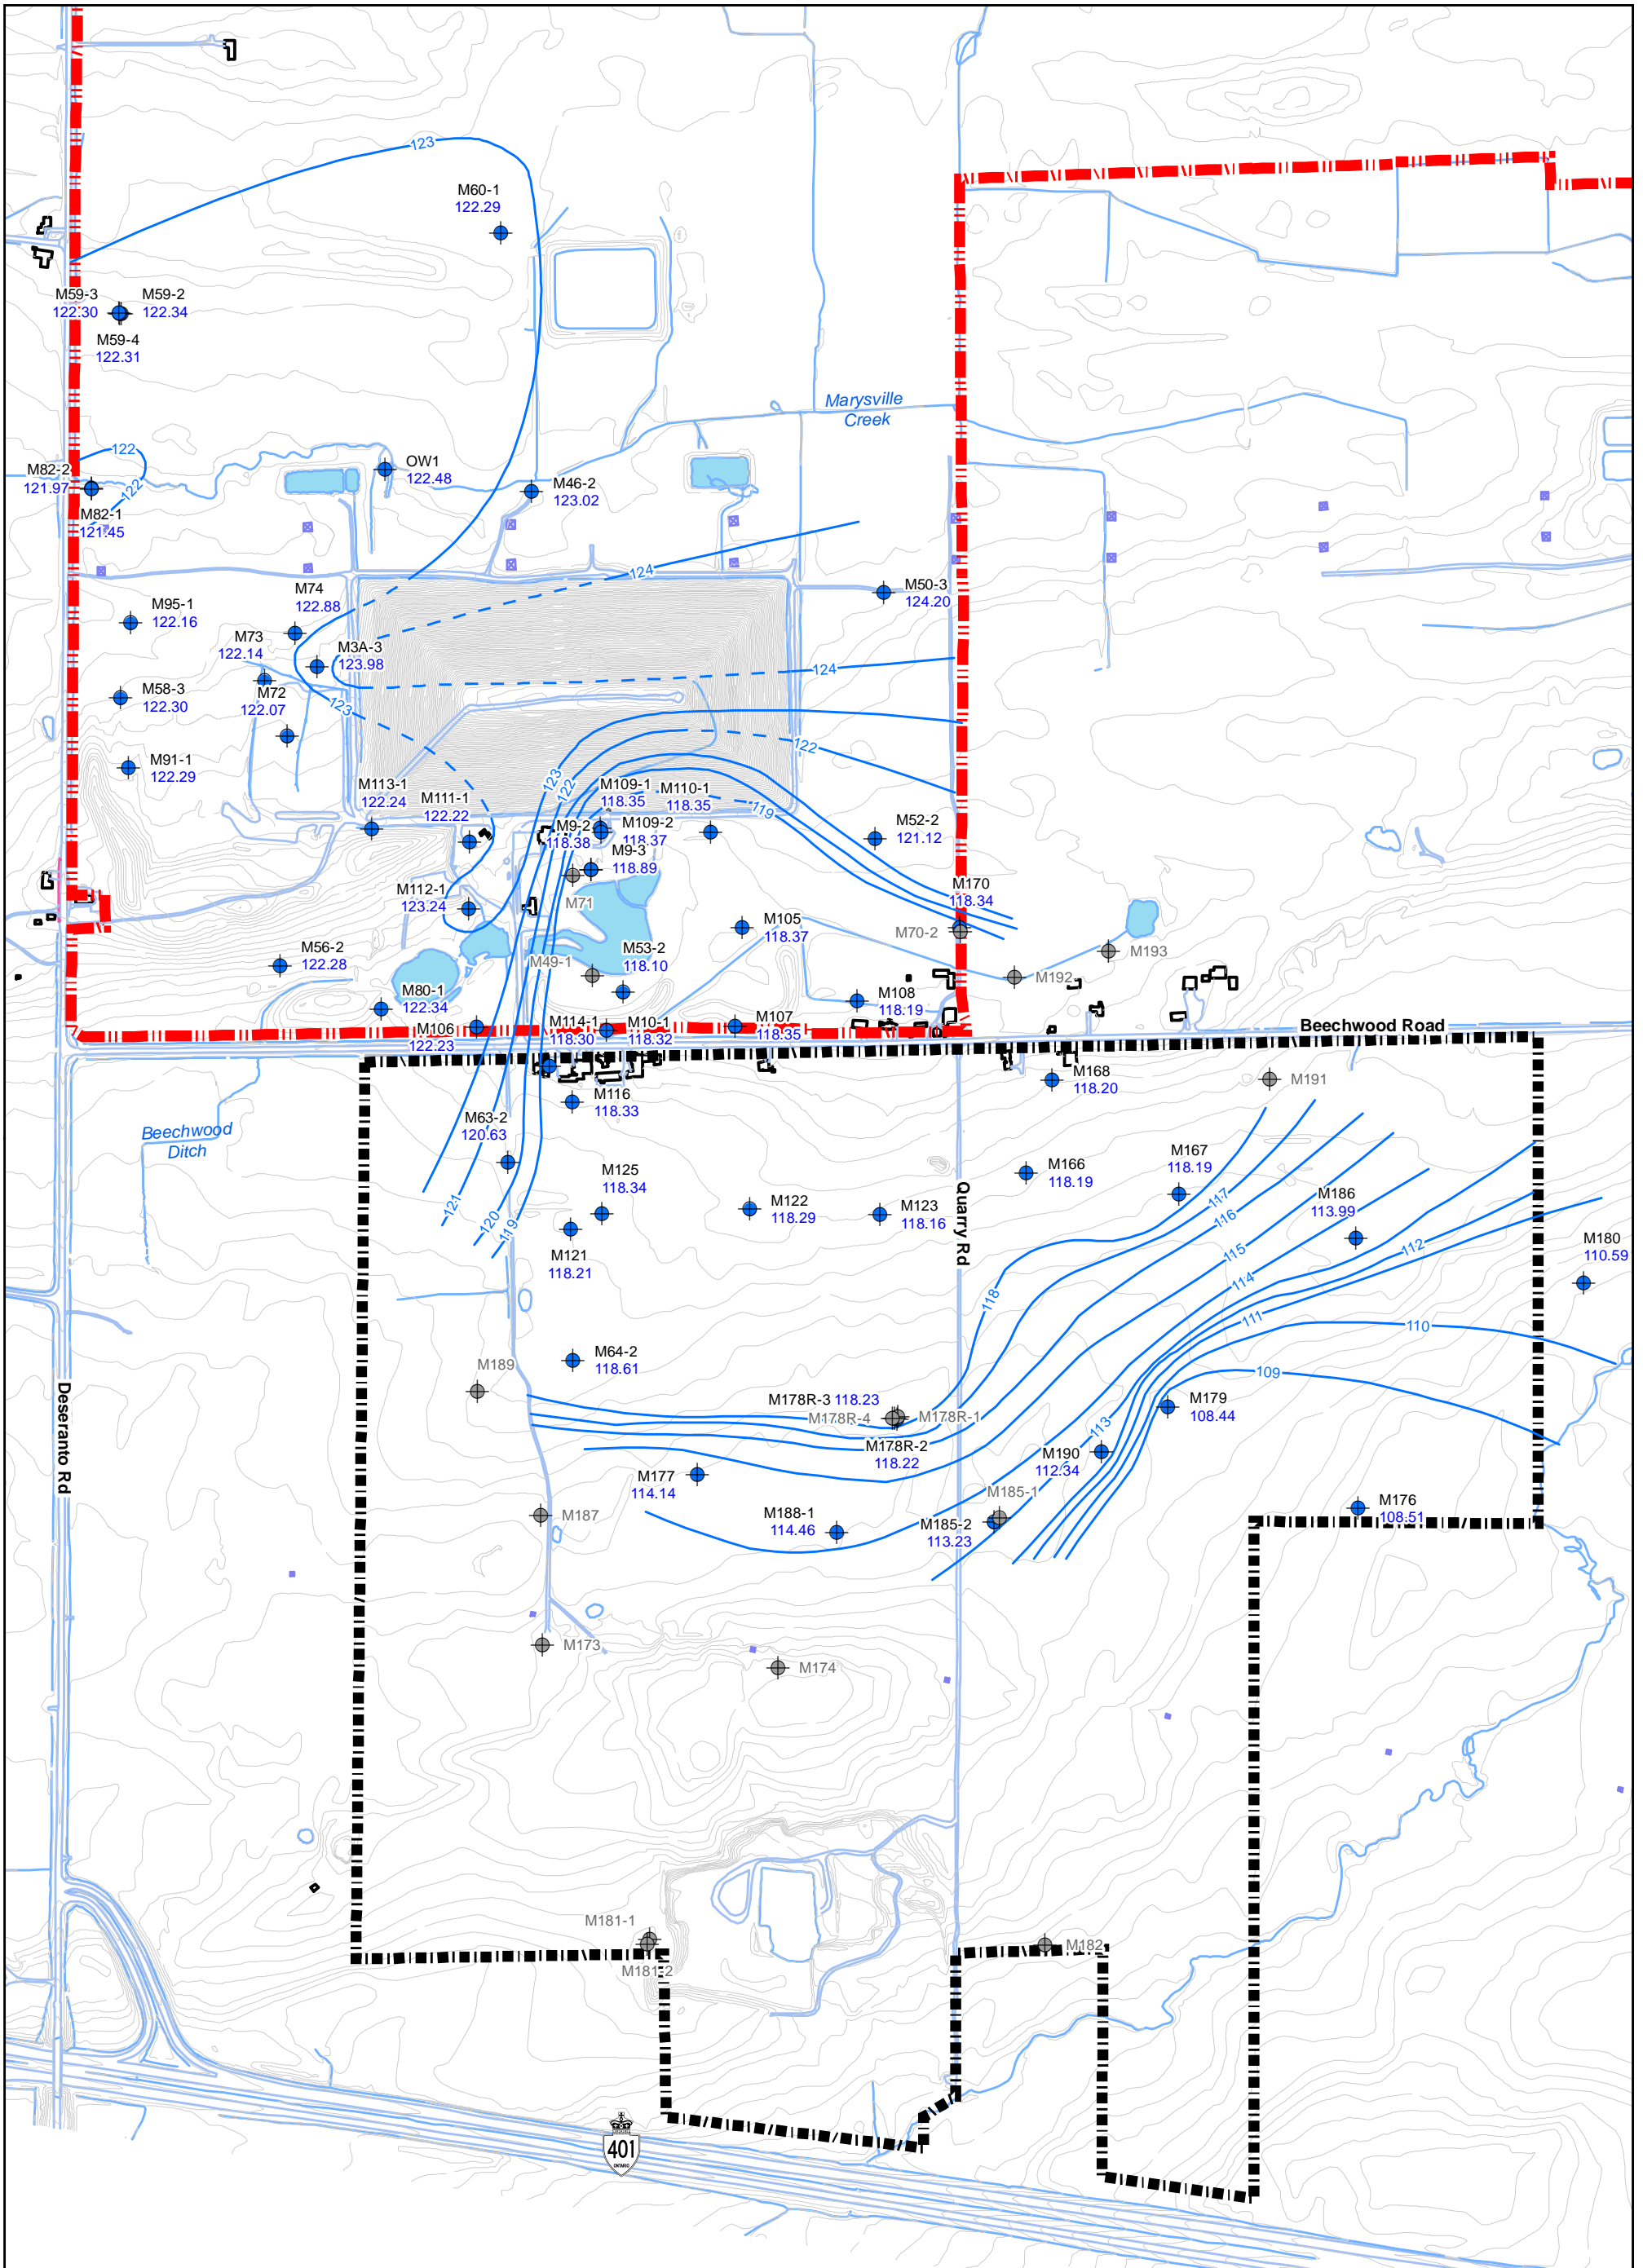 123
M60-1
122.29
M59-3
122.30
M59-2
122.34
M59-4
122.31
Marysville
Creek
122
122
M82-2
121.97
M82-1
121.45
OW1
122.48
M46-2
123.02
124
M50-3
124.20
M95-1
122.16
M74
122.88
M73
122.14
M3A-3
123.98
124
M58-3
122.30
M72
122.07
123
122
M91-1
122.29
M113-1
122.24
M111-1
122.22
123
122
M109-1
118.35
M110-1
118.35
119
M9-2
118.38
M109-2
118.37
M52-2
121.12
M9-3
118.89
M71
M112-1
123.24
M170
118.34
M105
118.37
M70-2
M193
M56-2
122.28
M49-1
M53-2
118.10
M192
M80-1
122.34
M108
118.19
M106
122.23
M114-1
118.30
M10-1
118.32
M107
118.35
Beechwood Road
M168
118.20
M191
M116
118.33
Beechwood
Ditch
M63-2
120.63
M125
118.34
M166
118.19
M167
118.19
M122
118.29
M123
118.16
Quarry Rd
117
116
M186
113.99
121
120
119
M121
118.21
115
114
112
M180
110.59
118
111
110
M64-2
118.61
M189
109
Deseranto Rd
M178R-3 118.23
M178R-4
M178R-1
M179
108.44
113
M178R-2
118.22
M190
112.34
M177
114.14
M185-1
M187
M188-1
114.46
M185-2
113.23
M176
108.51
M173
M174
M181-1
M181-2
M182
401
ONTARIO